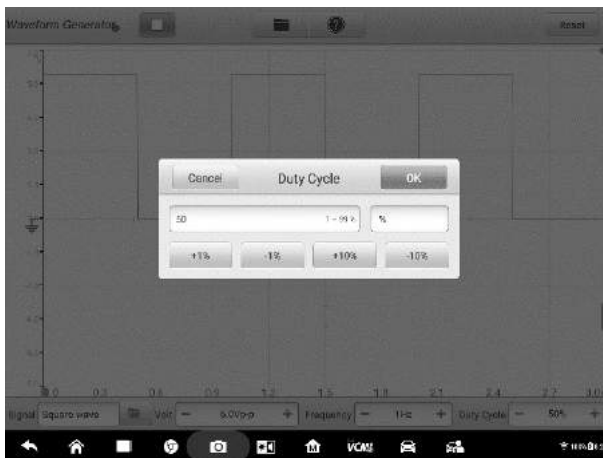 Waveform Generator
Reset
Cancel Duty Cycle OK
50 1 - 99 % %
+1% -1% +10% -10%
0.3 0.6 0.9 1.2 1.5 1.8 2.1 2.4 2.7 3.0
Signal Square wave Volt - 6.0Vp-p + Frequency - 1Hz + Duty Cycle - 50% +
VCMI